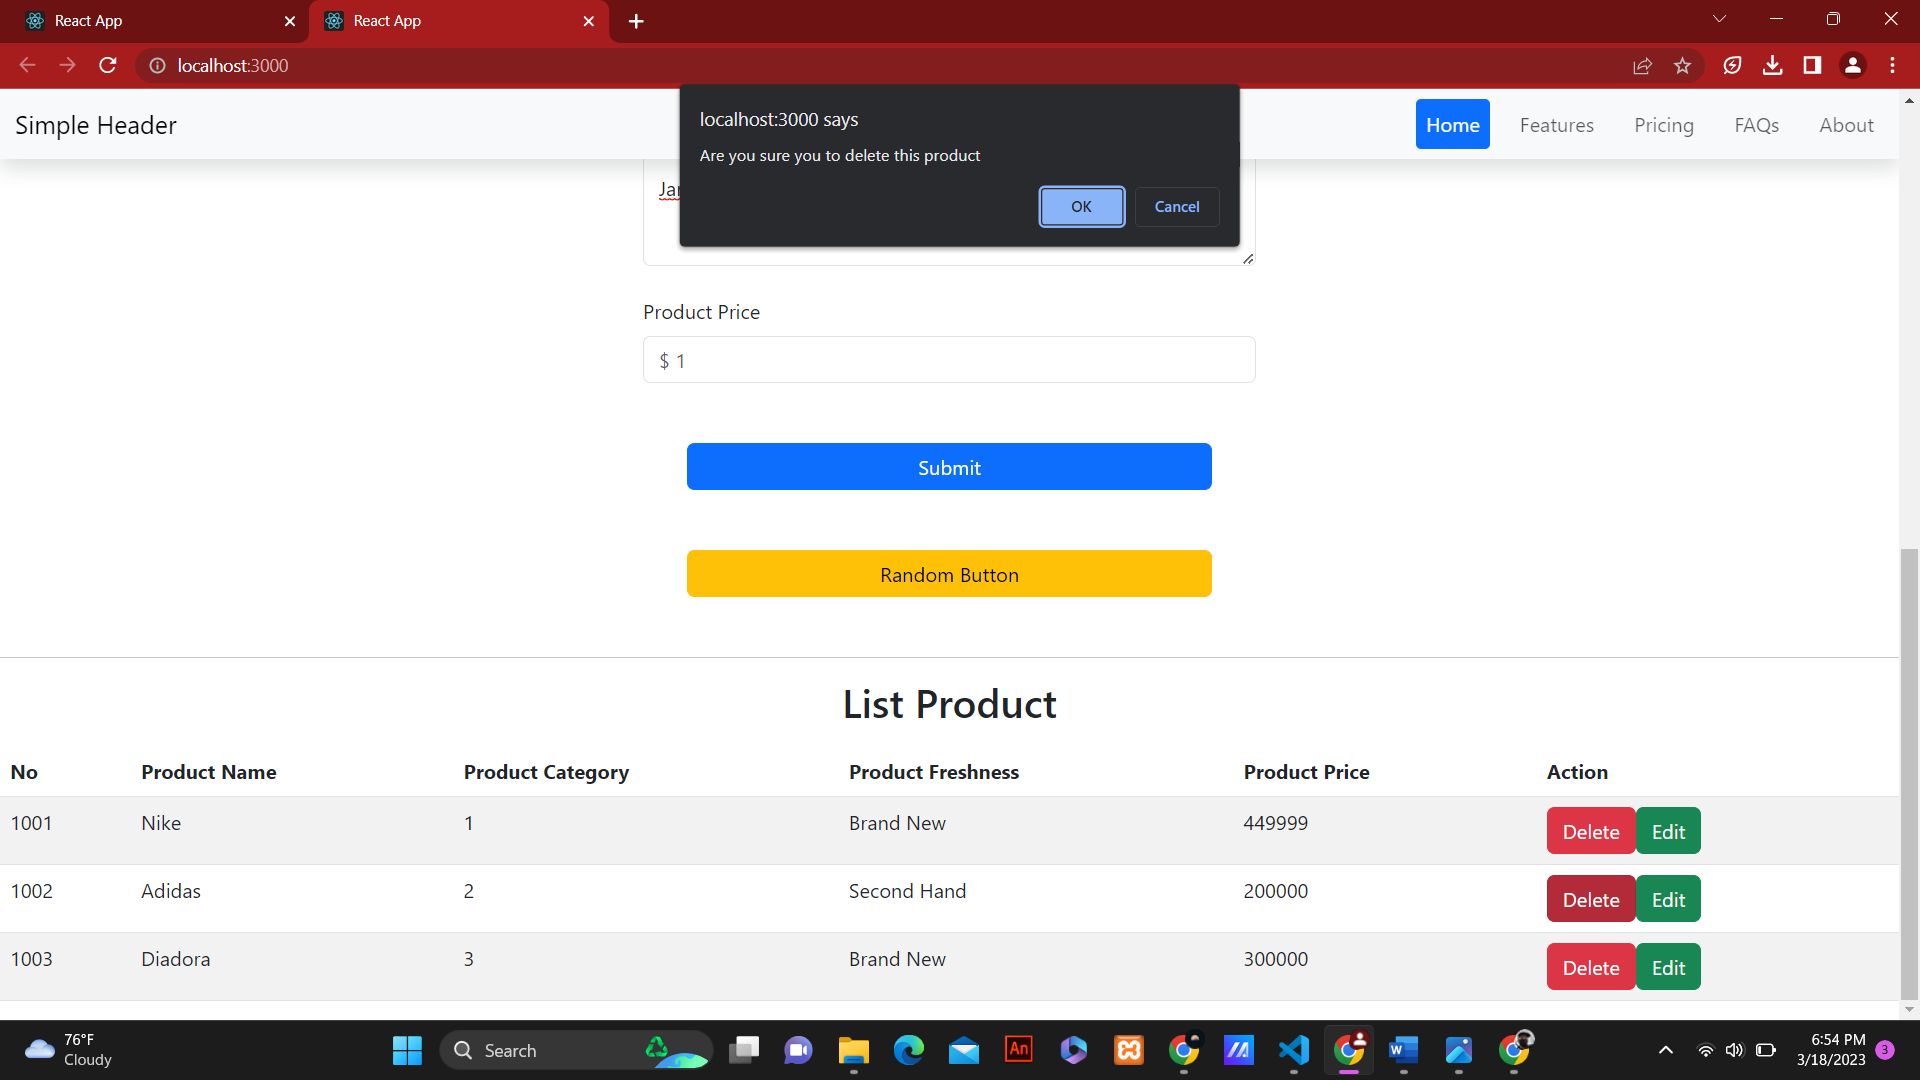 React App
React App
localhost:3000
Simple Header
Home Features Pricing FAQs About
localhost:3000 says
Are you sure you to delete this product
OK Cancel
Product Price
$ 1
Submit
Random Button
List Product
No Product Name Product Category Product Freshness Product Price Action
1001 Nike 1 Brand New 449999 Delete Edit
1002 Adidas 2 Second Hand 200000 Delete Edit
1003 Diadora 3 Brand New 300000 Delete Edit
76°F
Cloudy
Search
An
W
6:54 PM
3/18/2023
3